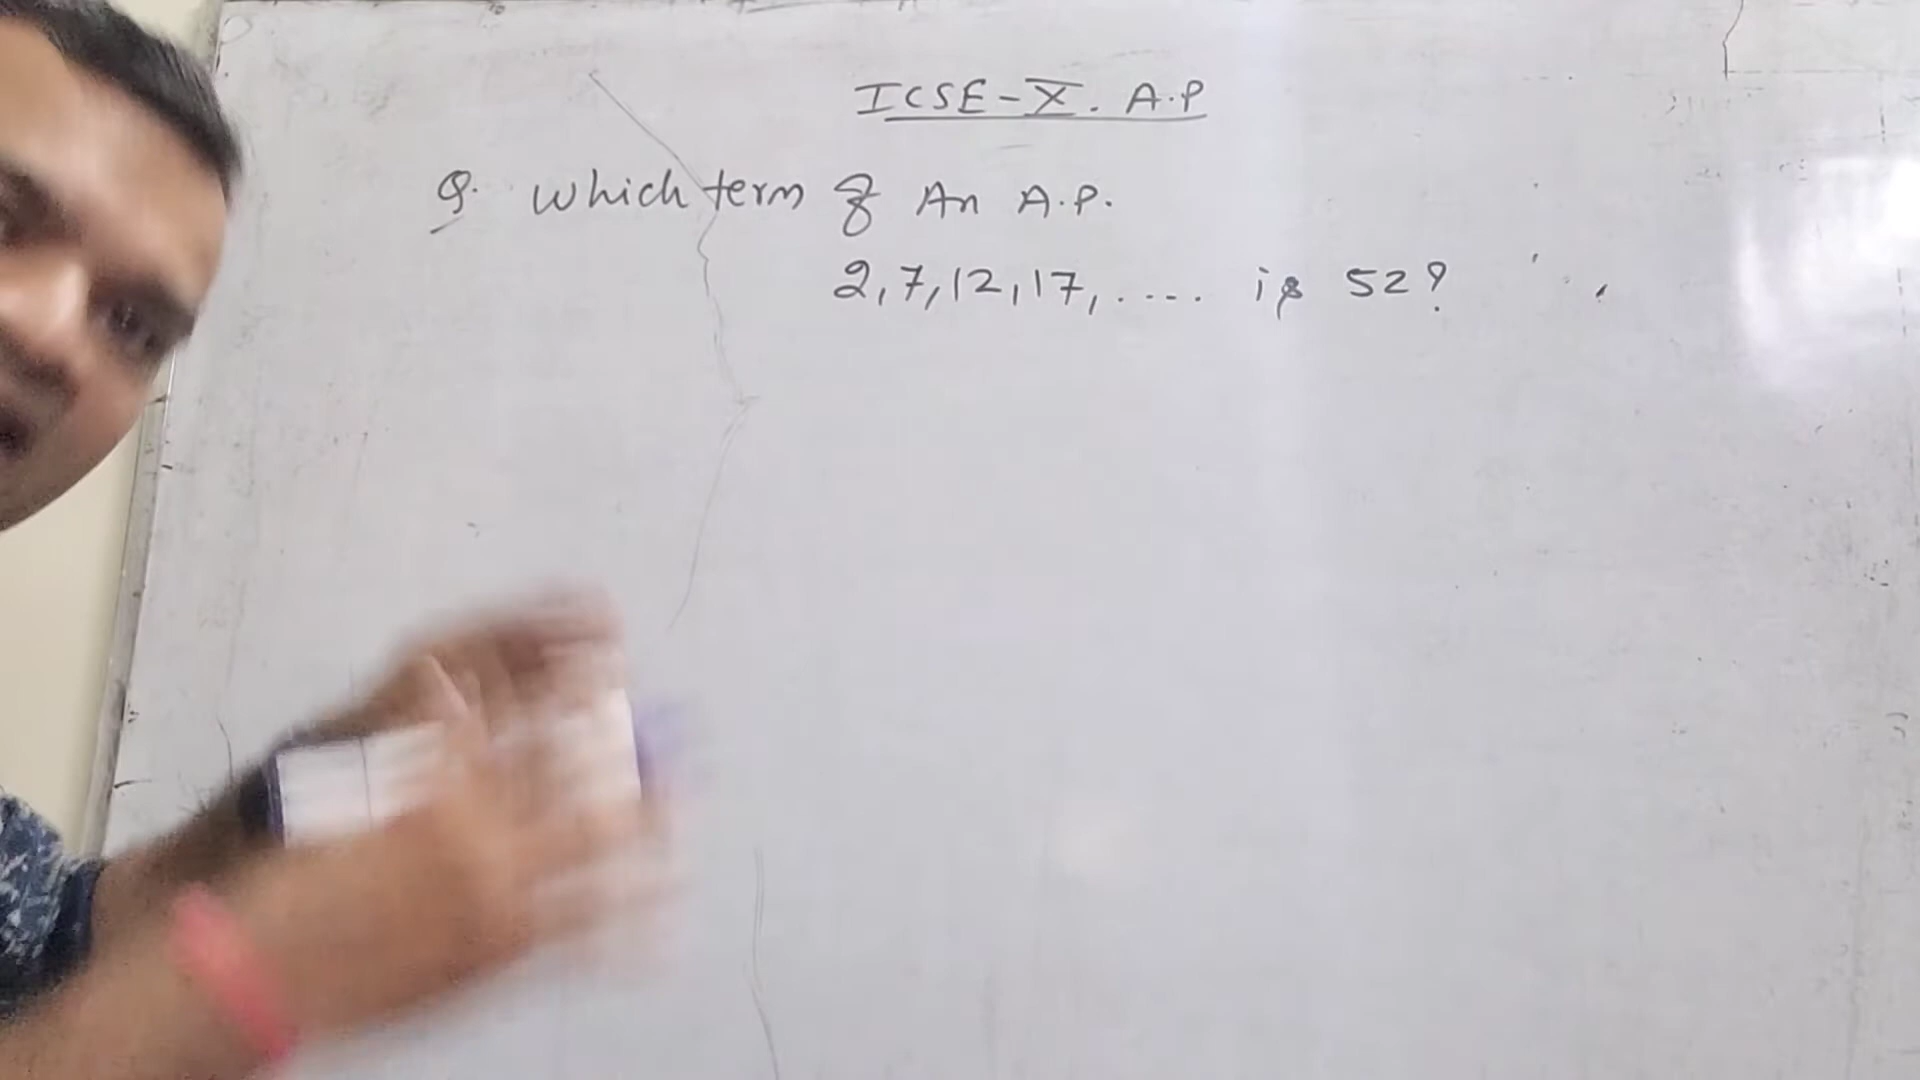 ICSE-X. A.P
Q. Which term of An A.P.
2,7,12,17,.... is 52?